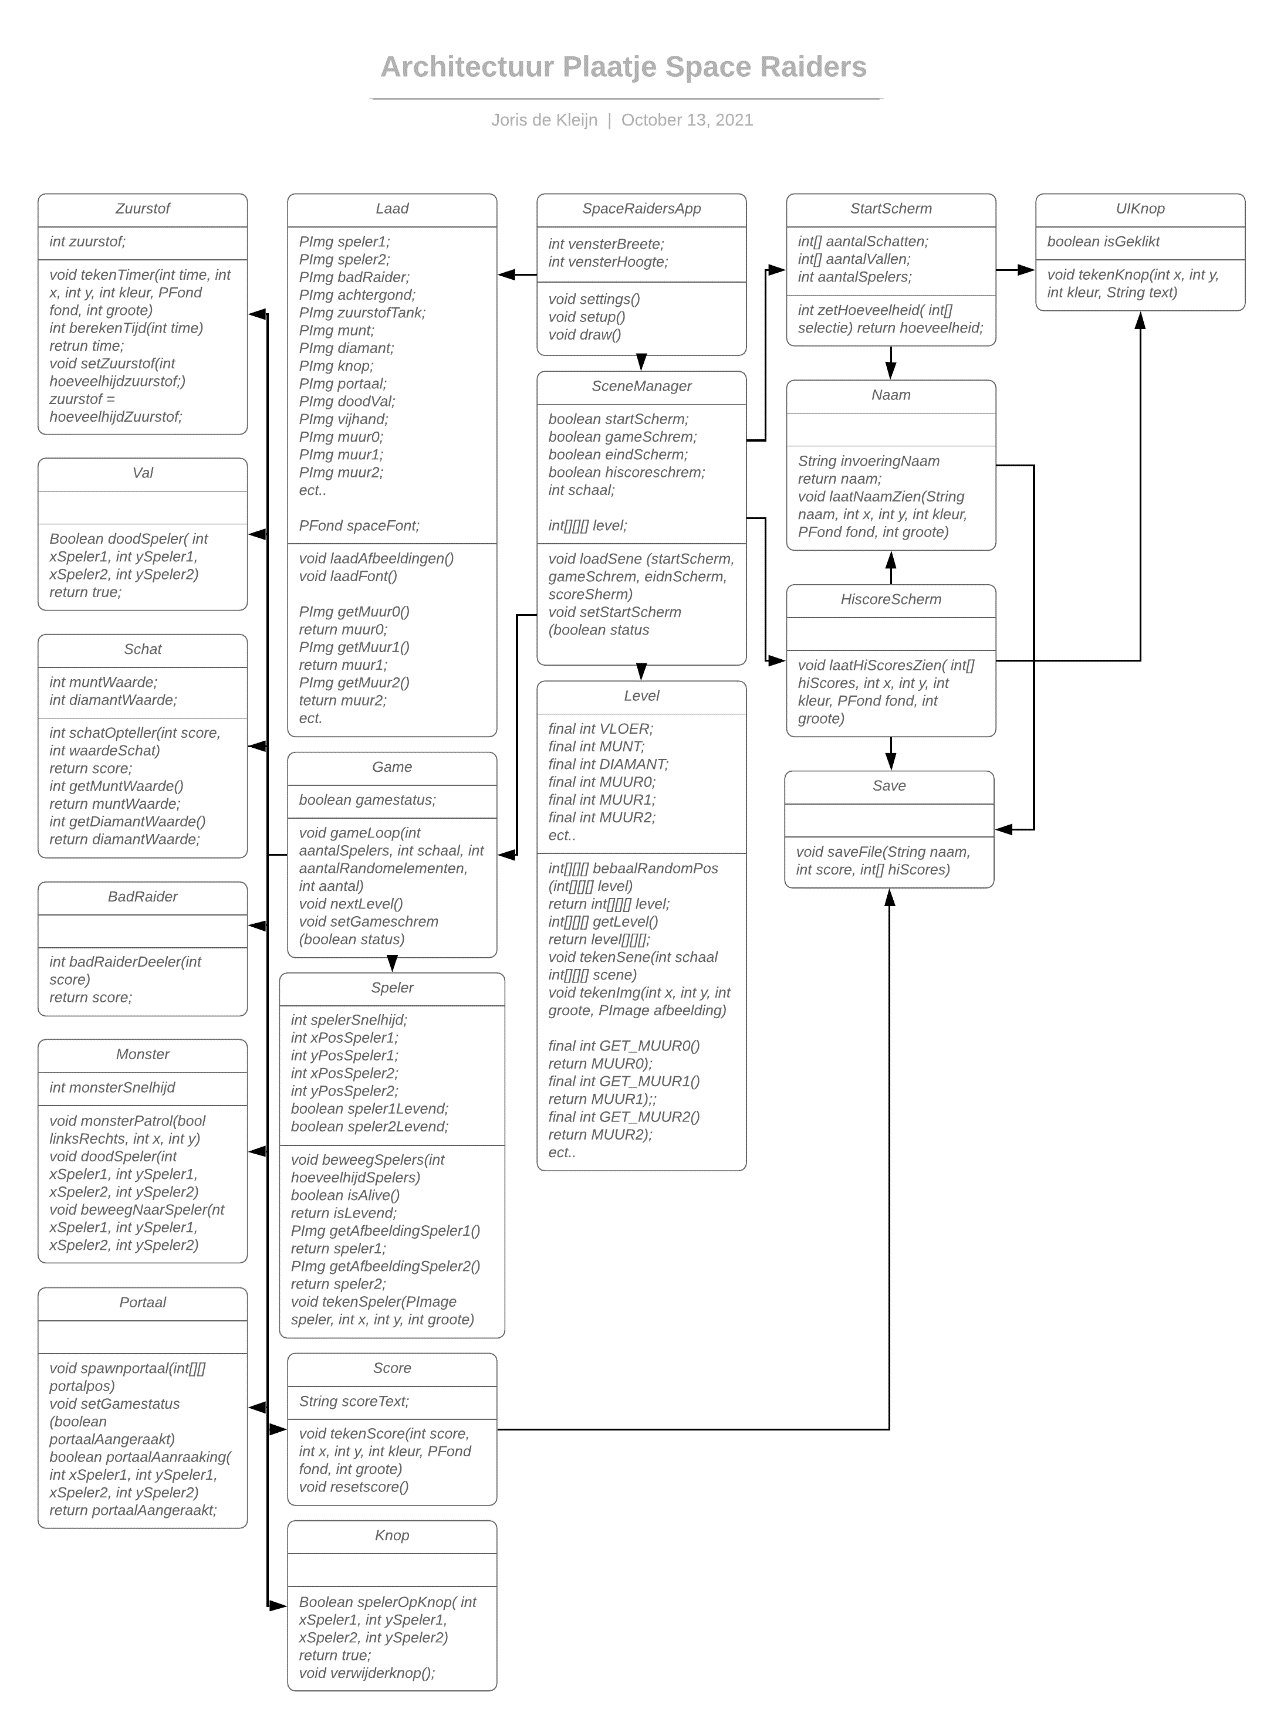 Architectuur Plaatje Space Raiders
Joris de Kleijn | October 13, 2021
Zuurstof
int zuurstof;
void tekenTimer(int time, int
x, int y, int kleur, PFond
fond, int groote)
int berekenTijd(int time)
retrun time;
void setZuurstof(int
hoeveelhijdzuurstof;)
zuurstof =
hoeveelhijdZuurstof;
Val
Boolean doodSpeler( int
xSpeler1, int ySpeler1,
xSpeler2, int ySpeler2)
return true;
Schat
int muntWaarde;
int diamantWaarde;
int schatOpteller(int score,
int waardeSchat)
return score;
int getMuntWaarde()
return muntWaarde;
int getDiamantWaarde()
return diamantWaarde;
BadRaider
int badRaiderDeeler(int
score)
return score;
Monster
int monsterSnelhijd
void monsterPatrol(bool
linksRechts, int x, int y)
void doodSpeler(int
xSpeler1, int ySpeler1,
xSpeler2, int ySpeler2)
void beweegNaarSpeler(nt
xSpeler1, int ySpeler1,
xSpeler2, int ySpeler2)
Portaal
void spawnportaal(int[][]
portalpos)
void setGamestatus
(boolean
portaalAangeraakt)
boolean portaalAanraaking(
int xSpeler1, int ySpeler1,
xSpeler2, int ySpeler2)
return portaalAangeraakt;
Laad
PImg speler1;
PImg speler2;
PImg badRaider;
PImg achtergond;
PImg zuurstofTank;
PImg munt;
PImg diamant;
PImg knop;
PImg portaal;
PImg doodVal;
PImg vijhand;
PImg muur0;
PImg muur1;
PImg muur2;
ect..
PFond spaceFont;
void laadAfbeeldingen()
void laadFont()
PImg getMuur0()
return muur0;
PImg getMuur1()
return muur1;
PImg getMuur2()
teturn muur2;
ect.
Game
boolean gamestatus;
void gameLoop(int
aantalSpelers, int schaal, int
aantalRandomelementen,
int aantal)
void nextLevel()
void setGameschrem
(boolean status)
Speler
int spelerSnelhijd;
int xPosSpeler1;
int yPosSpeler1;
int xPosSpeler2;
int yPosSpeler2;
boolean speler1Levend;
boolean speler2Levend;
void beweegSpelers(int
hoeveelhijdSpelers)
boolean isAlive()
return isLevend;
PImg getAfbeeldingSpeler1()
return speler1;
PImg getAfbeeldingSpeler2()
return speler2;
void tekenSpeler(PImage
speler, int x, int y, int groote)
Score
String scoreText;
void tekenScore(int score,
int x, int y, int kleur, PFond
fond, int groote)
void resetscore()
Knop
Boolean spelerOpKnop( int
xSpeler1, int ySpeler1,
xSpeler2, int ySpeler2)
return true;
void verwijderknop();
SpaceRaidersApp
int vensterBreete;
int vensterHoogte;
void settings()
void setup()
void draw()
SceneManager
boolean startScherm;
boolean gameSchrem;
boolean eindScherm;
boolean hiscoreschrem;
int schaal;
int[][][] level;
void loadSene (startScherm,
gameSchrem, eidnScherm,
scoreSherm)
void setStartScherm
(boolean status
Level
final int VLOER;
final int MUNT;
final int DIAMANT;
final int MUUR0;
final int MUUR1;
final int MUUR2;
ect..
int[][][] bebaalRandomPos
(int[][][] level)
return int[][][] level;
int[][][] getLevel()
return level[][][];
void tekenSene(int schaal
int[][][] scene)
void tekenImg(int x, int y, int
groote, PImage afbeelding)
final int GET_MUUR0()
return MUUR0);
final int GET_MUUR1()
return MUUR1);;
final int GET_MUUR2()
return MUUR2);
ect..
StartScherm
int[] aantalSchatten;
int[] aantalVallen;
int aantalSpelers;
int zetHoeveelheid( int[]
selectie) return hoeveelheid;
Naam
String invoeringNaam
return naam;
void laatNaamZien(String
naam, int x, int y, int kleur,
PFond fond, int groote)
HiscoreScherm
void laatHiScoresZien( int[]
hiScores, int x, int y, int
kleur, PFond fond, int
groote)
Save
void saveFile(String naam,
int score, int[] hiScores)
UIKnop
boolean isGeklikt
void tekenKnop(int x, int y,
int kleur, String text)